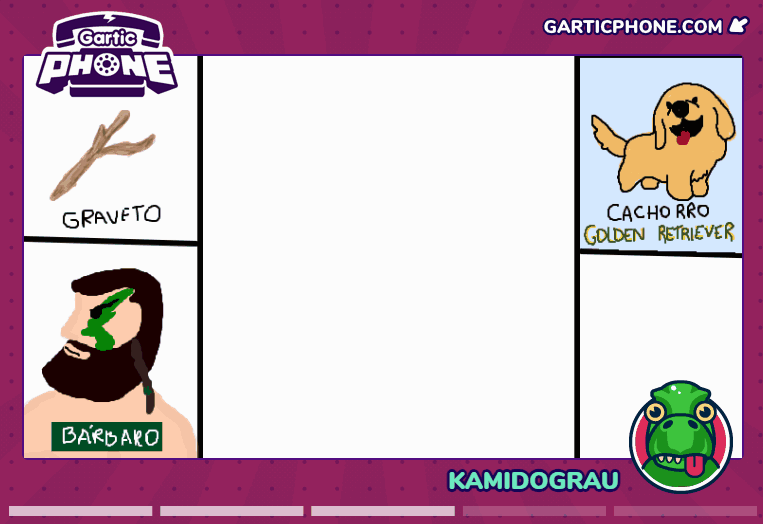 Gartic
PHONE
GARTICPHONE.COM
GRAVETO
BÁRBARO
CACHORRO
GOLDEN RETRIEVER
KAMIDOGRAU